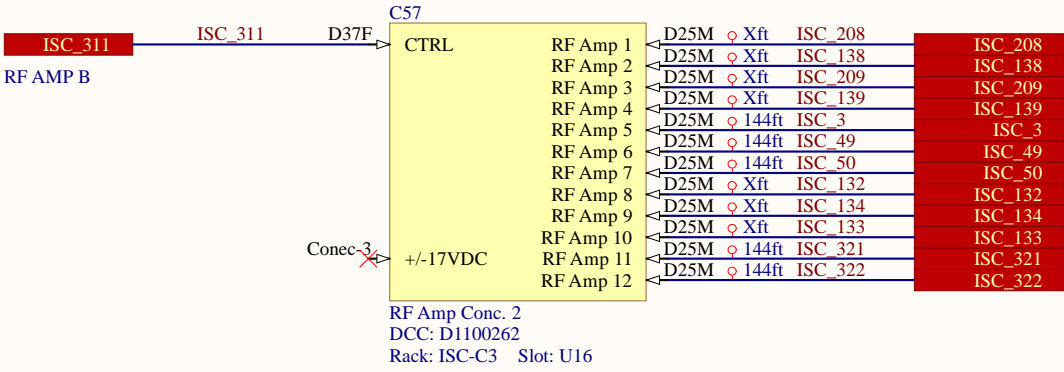 C57
ISC_311 ISC_311 D37F CTRL
RF AMP B
RF Amp 1 D25M Xft ISC_208 ISC_208
RF Amp 2 D25M Xft ISC_138 ISC_138
RF Amp 3 D25M Xft ISC_209 ISC_209
RF Amp 4 D25M Xft ISC_139 ISC_139
RF Amp 5 D25M 144ft ISC_3 ISC_3
RF Amp 6 D25M 144ft ISC_49 ISC_49
RF Amp 7 D25M 144ft ISC_50 ISC_50
RF Amp 8 D25M Xft ISC_132 ISC_132
RF Amp 9 D25M Xft ISC_134 ISC_134
RF Amp 10 D25M Xft ISC_133 ISC_133
Conec-3 +/-17VDC RF Amp 11 D25M 144ft ISC_321 ISC_321
RF Amp 12 D25M 144ft ISC_322 ISC_322
RF Amp Conc. 2
DCC: D1100262
Rack: ISC-C3 Slot: U16